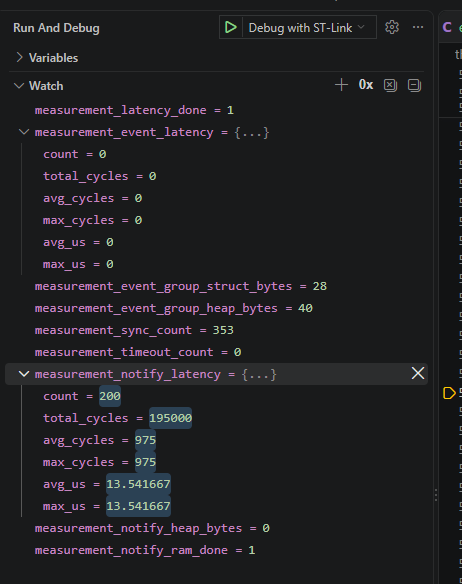 Run And Debug
Debug with ST-Link
Variables
Watch
0x
measurement_latency_done = 1
measurement_event_latency = {...}
count = 0
total_cycles = 0
avg_cycles = 0
max_cycles = 0
avg_us = 0
max_us = 0
measurement_event_group_struct_bytes = 28
measurement_event_group_heap_bytes = 40
measurement_sync_count = 353
measurement_timeout_count = 0
measurement_notify_latency = {...}
count = 200
total_cycles = 195000
avg_cycles = 975
max_cycles = 975
avg_us = 13.541667
max_us = 13.541667
measurement_notify_heap_bytes = 0
measurement_notify_ram_done = 1
C